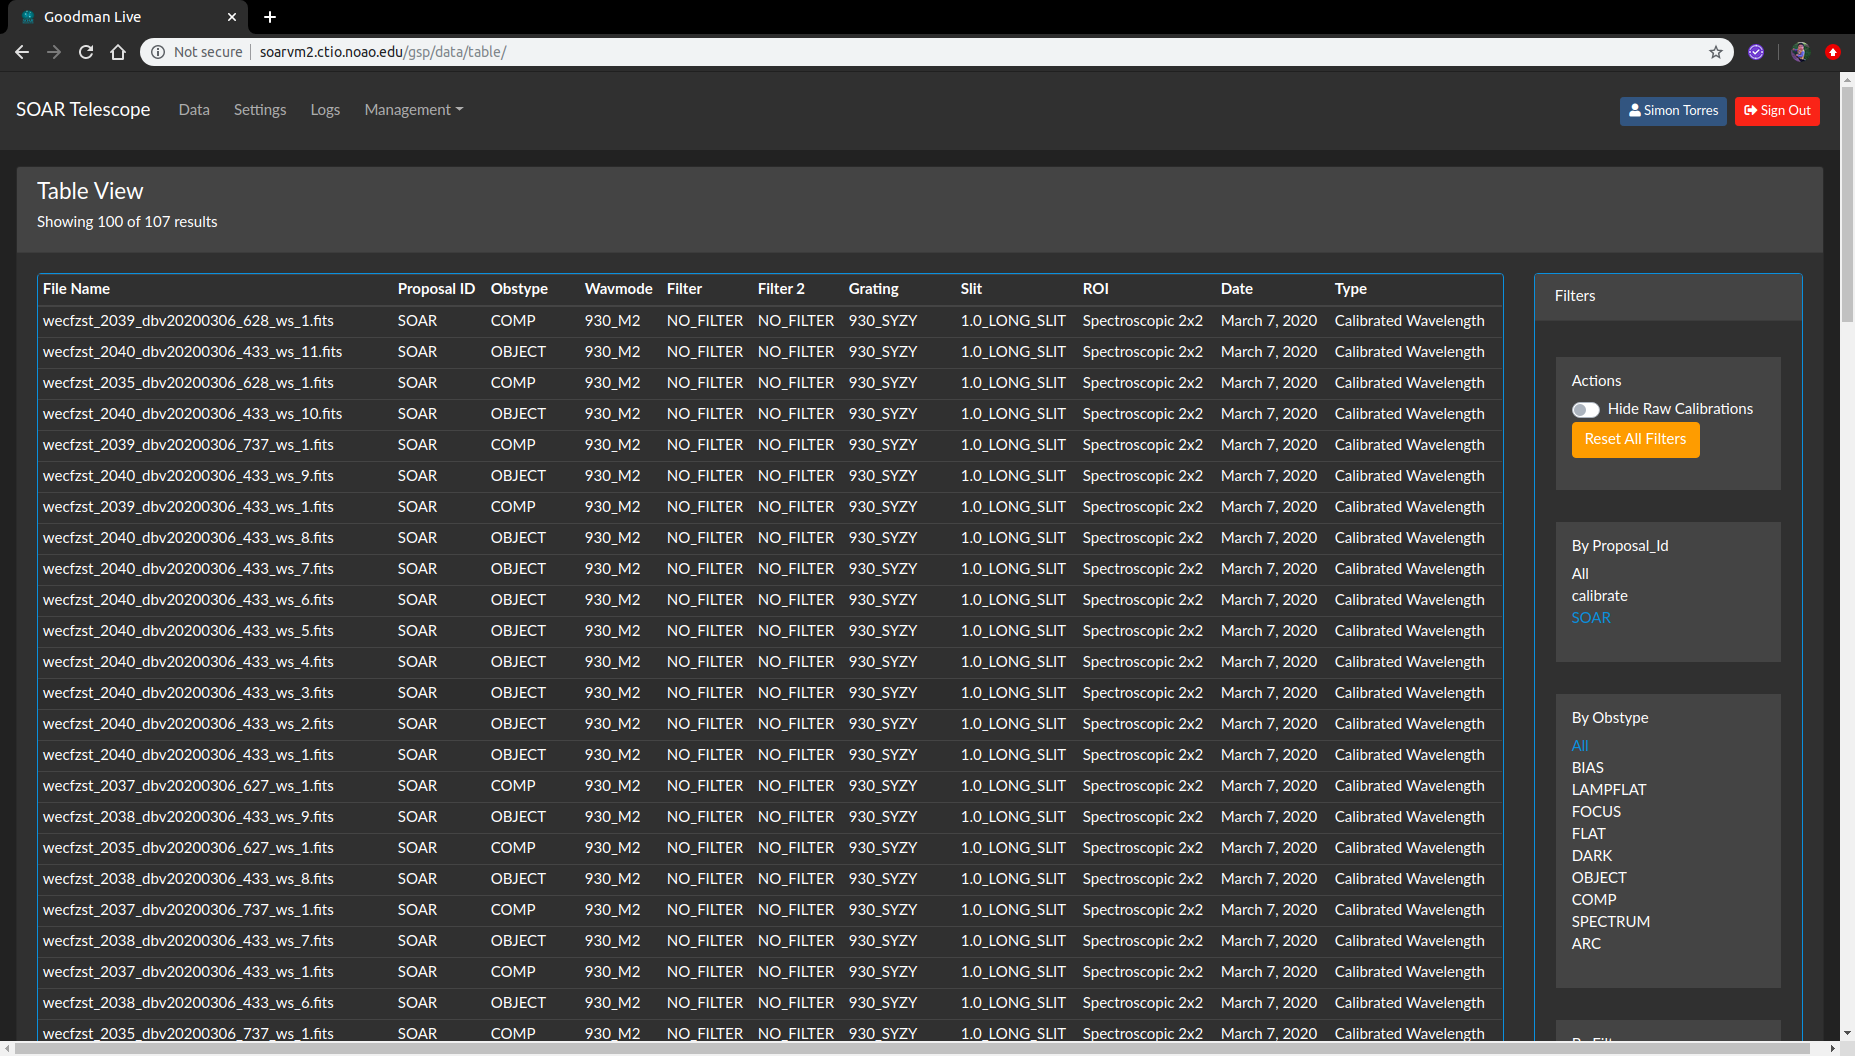 Goodman Live
Not secure soarvm2.ctio.noao.edu/gsp/data/table/
SOAR Telescope Data Settings Logs Management Simon Torres Sign Out
Table View
Showing 100 of 107 results
File Name Proposal ID Obstype Wavmode Filter Filter 2 Grating Slit ROI Date Type
wecfzst_2039_dbv20200306_628_ws_1.fits SOAR COMP 930_M2 NO_FILTER NO_FILTER 930_SYZY 1.0_LONG_SLIT Spectroscopic 2x2 March 7, 2020 Calibrated Wavelength
wecfzst_2040_dbv20200306_433_ws_11.fits SOAR OBJECT 930_M2 NO_FILTER NO_FILTER 930_SYZY 1.0_LONG_SLIT Spectroscopic 2x2 March 7, 2020 Calibrated Wavelength
wecfzst_2035_dbv20200306_628_ws_1.fits SOAR COMP 930_M2 NO_FILTER NO_FILTER 930_SYZY 1.0_LONG_SLIT Spectroscopic 2x2 March 7, 2020 Calibrated Wavelength
wecfzst_2040_dbv20200306_433_ws_10.fits SOAR OBJECT 930_M2 NO_FILTER NO_FILTER 930_SYZY 1.0_LONG_SLIT Spectroscopic 2x2 March 7, 2020 Calibrated Wavelength
wecfzst_2039_dbv20200306_737_ws_1.fits SOAR COMP 930_M2 NO_FILTER NO_FILTER 930_SYZY 1.0_LONG_SLIT Spectroscopic 2x2 March 7, 2020 Calibrated Wavelength
wecfzst_2040_dbv20200306_433_ws_9.fits SOAR OBJECT 930_M2 NO_FILTER NO_FILTER 930_SYZY 1.0_LONG_SLIT Spectroscopic 2x2 March 7, 2020 Calibrated Wavelength
wecfzst_2039_dbv20200306_433_ws_1.fits SOAR COMP 930_M2 NO_FILTER NO_FILTER 930_SYZY 1.0_LONG_SLIT Spectroscopic 2x2 March 7, 2020 Calibrated Wavelength
wecfzst_2040_dbv20200306_433_ws_8.fits SOAR OBJECT 930_M2 NO_FILTER NO_FILTER 930_SYZY 1.0_LONG_SLIT Spectroscopic 2x2 March 7, 2020 Calibrated Wavelength
wecfzst_2040_dbv20200306_433_ws_7.fits SOAR OBJECT 930_M2 NO_FILTER NO_FILTER 930_SYZY 1.0_LONG_SLIT Spectroscopic 2x2 March 7, 2020 Calibrated Wavelength
wecfzst_2040_dbv20200306_433_ws_6.fits SOAR OBJECT 930_M2 NO_FILTER NO_FILTER 930_SYZY 1.0_LONG_SLIT Spectroscopic 2x2 March 7, 2020 Calibrated Wavelength
wecfzst_2040_dbv20200306_433_ws_5.fits SOAR OBJECT 930_M2 NO_FILTER NO_FILTER 930_SYZY 1.0_LONG_SLIT Spectroscopic 2x2 March 7, 2020 Calibrated Wavelength
wecfzst_2040_dbv20200306_433_ws_4.fits SOAR OBJECT 930_M2 NO_FILTER NO_FILTER 930_SYZY 1.0_LONG_SLIT Spectroscopic 2x2 March 7, 2020 Calibrated Wavelength
wecfzst_2040_dbv20200306_433_ws_3.fits SOAR OBJECT 930_M2 NO_FILTER NO_FILTER 930_SYZY 1.0_LONG_SLIT Spectroscopic 2x2 March 7, 2020 Calibrated Wavelength
wecfzst_2040_dbv20200306_433_ws_2.fits SOAR OBJECT 930_M2 NO_FILTER NO_FILTER 930_SYZY 1.0_LONG_SLIT Spectroscopic 2x2 March 7, 2020 Calibrated Wavelength
wecfzst_2040_dbv20200306_433_ws_1.fits SOAR OBJECT 930_M2 NO_FILTER NO_FILTER 930_SYZY 1.0_LONG_SLIT Spectroscopic 2x2 March 7, 2020 Calibrated Wavelength
wecfzst_2037_dbv20200306_627_ws_1.fits SOAR COMP 930_M2 NO_FILTER NO_FILTER 930_SYZY 1.0_LONG_SLIT Spectroscopic 2x2 March 7, 2020 Calibrated Wavelength
wecfzst_2038_dbv20200306_433_ws_9.fits SOAR OBJECT 930_M2 NO_FILTER NO_FILTER 930_SYZY 1.0_LONG_SLIT Spectroscopic 2x2 March 7, 2020 Calibrated Wavelength
wecfzst_2035_dbv20200306_627_ws_1.fits SOAR COMP 930_M2 NO_FILTER NO_FILTER 930_SYZY 1.0_LONG_SLIT Spectroscopic 2x2 March 7, 2020 Calibrated Wavelength
wecfzst_2038_dbv20200306_433_ws_8.fits SOAR OBJECT 930_M2 NO_FILTER NO_FILTER 930_SYZY 1.0_LONG_SLIT Spectroscopic 2x2 March 7, 2020 Calibrated Wavelength
wecfzst_2037_dbv20200306_737_ws_1.fits SOAR COMP 930_M2 NO_FILTER NO_FILTER 930_SYZY 1.0_LONG_SLIT Spectroscopic 2x2 March 7, 2020 Calibrated Wavelength
wecfzst_2038_dbv20200306_433_ws_7.fits SOAR OBJECT 930_M2 NO_FILTER NO_FILTER 930_SYZY 1.0_LONG_SLIT Spectroscopic 2x2 March 7, 2020 Calibrated Wavelength
wecfzst_2037_dbv20200306_433_ws_1.fits SOAR COMP 930_M2 NO_FILTER NO_FILTER 930_SYZY 1.0_LONG_SLIT Spectroscopic 2x2 March 7, 2020 Calibrated Wavelength
wecfzst_2038_dbv20200306_433_ws_6.fits SOAR OBJECT 930_M2 NO_FILTER NO_FILTER 930_SYZY 1.0_LONG_SLIT Spectroscopic 2x2 March 7, 2020 Calibrated Wavelength
wecfzst_2035_dbv20200306_737_ws_1.fits SOAR COMP 930_M2 NO_FILTER NO_FILTER 930_SYZY 1.0_LONG_SLIT Spectroscopic 2x2 March 7, 2020 Calibrated Wavelength
Filters
Actions
Hide Raw Calibrations
Reset All Filters
By Proposal_Id
All
calibrate
SOAR
By Obstype
All
BIAS
LAMPFLAT
FOCUS
FLAT
DARK
OBJECT
COMP
SPECTRUM
ARC